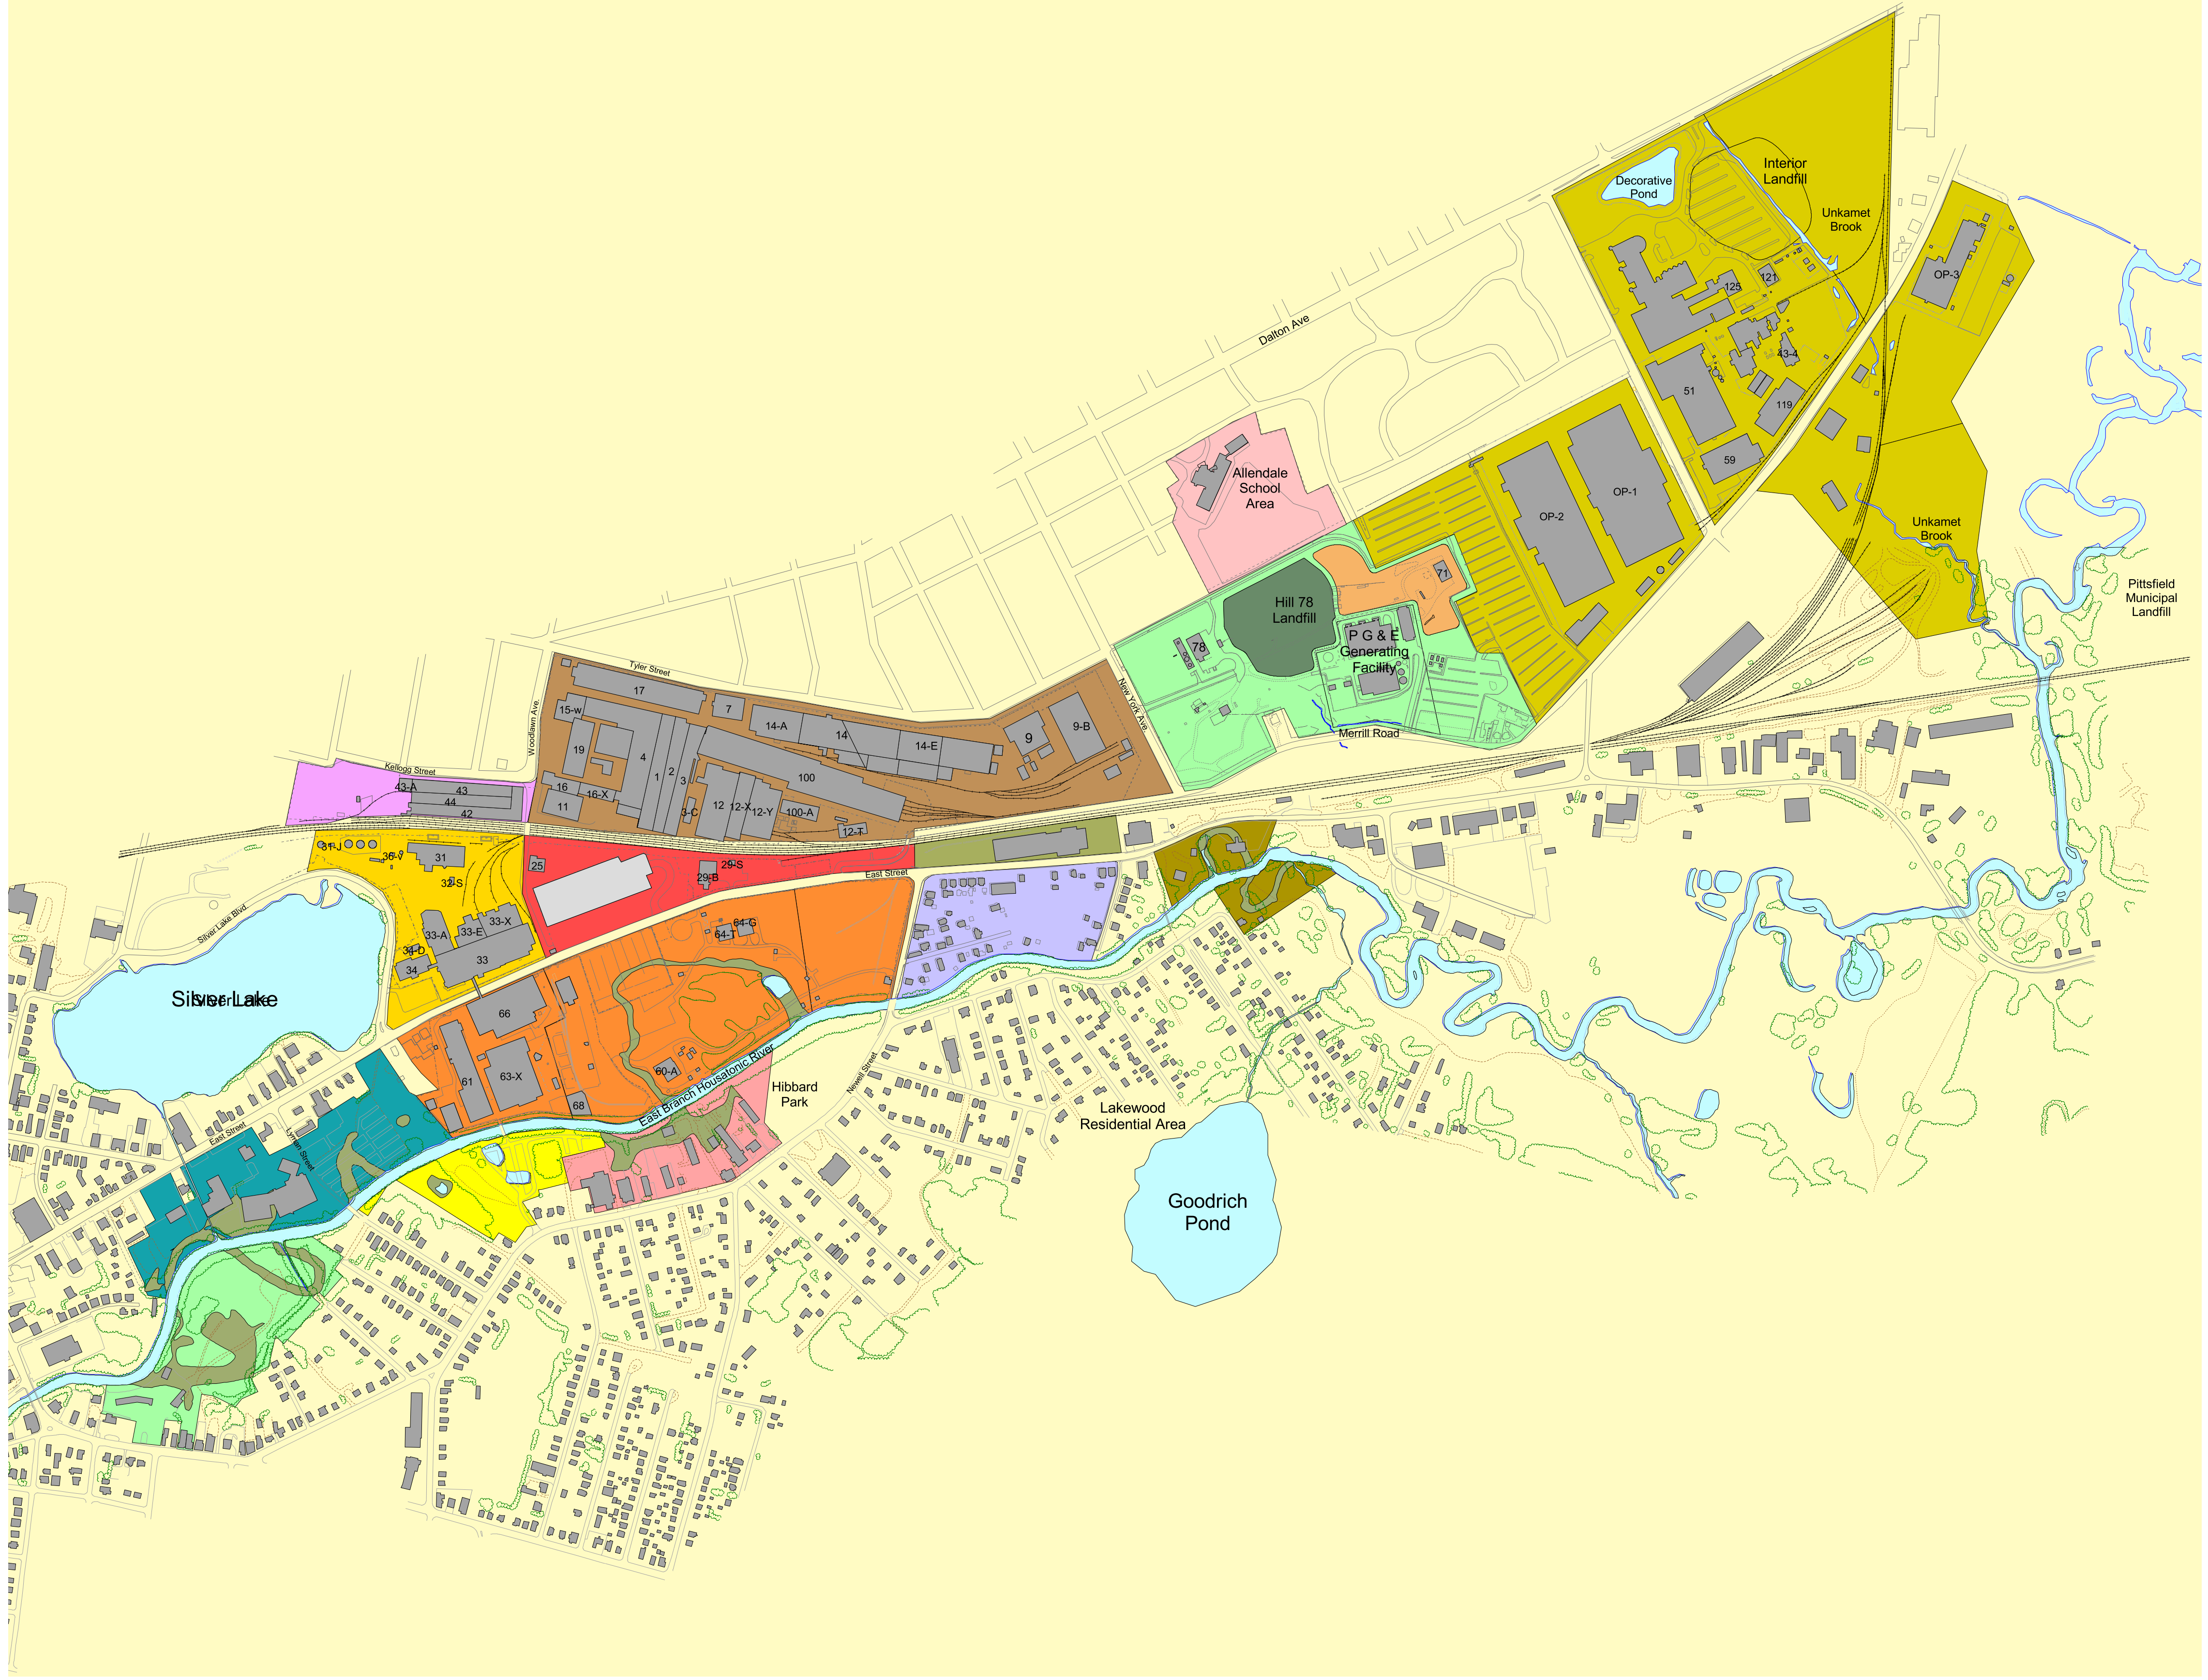 Interior
Landfill
Decorative
Pond
Unkamet
Brook
OP-3
121
125
43-4
51
119
59
Dalton Ave
OP-1
OP-2
Allendale
School
Area
Unkamet
Brook
Pittsfield
Municipal
Landfill
71
Hill 78
Landfill
78
P G & E
Generating
Facility
Merrill Road
New York Ave.
Tyler Street
17
7
15-w
14-A
14
14-E
9
9-B
19
4
1
2
3
100
Woodlawn Ave.
Kellogg Street
43-A
43
44
42
16
16-X
11
3-C
12
12-X
12-Y
100-A
12-T
31-J
31
32-S
25
29-S
29-B
East Street
Silver Lake Blvd.
33-X
33-E
33-A
33
34
64-G
64-T
Silver Lake
Silver Lake
66
61
63-X
60-A
68
East Branch Housatonic River
Newell Street
Hibbard
Park
Lakewood
Residential Area
East Street
Lyman Street
Goodrich
Pond